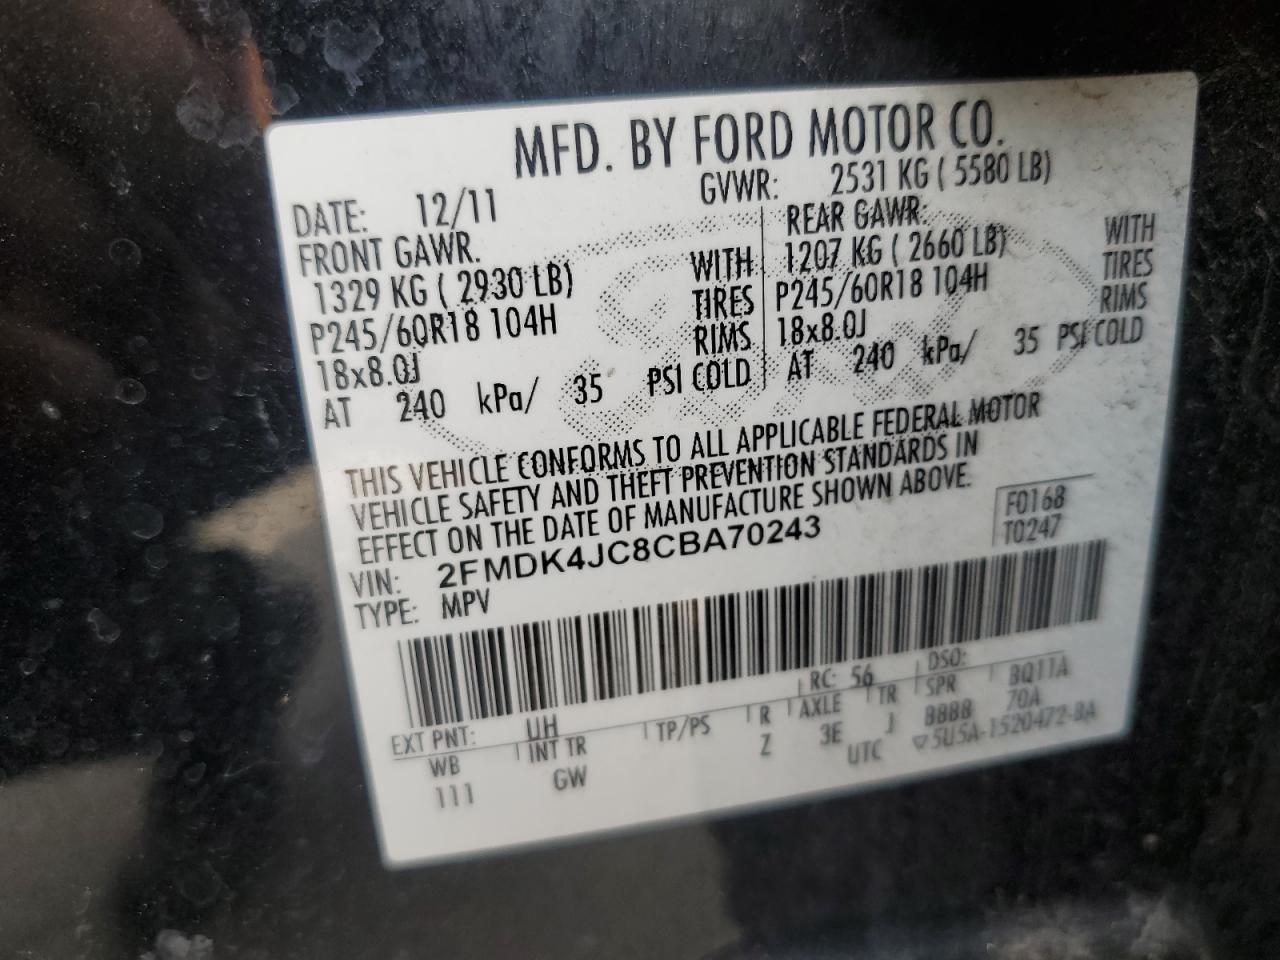 MFD. BY FORD MOTOR CO.
DATE: 12/11 GVWR: 2531 KG ( 5580 LB)
FRONT GAWR.
1329 KG ( 2930 LB) WITH
P245/60R18 104H TIRES
18x8.0J RIMS
AT 240 kPa/ 35 PSI COLD
REAR GAWR: WITH
1207 KG ( 2660 LB) TIRES
P245/60R18 104H RIMS
18x8.0J
AT 240 kPa/ 35 PSI COLD
THIS VEHICLE CONFORMS TO ALL APPLICABLE FEDERAL MOTOR
VEHICLE SAFETY AND THEFT PREVENTION STANDARDS IN
EFFECT ON THE DATE OF MANUFACTURE SHOWN ABOVE.
F0168
T0247
VIN: 2FMDK4JC8CBA70243
TYPE: MPV
EXT PNT: UH RC: 56 DSO:
WB INT TR TP/PS R AXLE TR SPR BQ11A
111 GW Z 3E J BBBB 70A
UTC ▽5U5A-1520472-BA